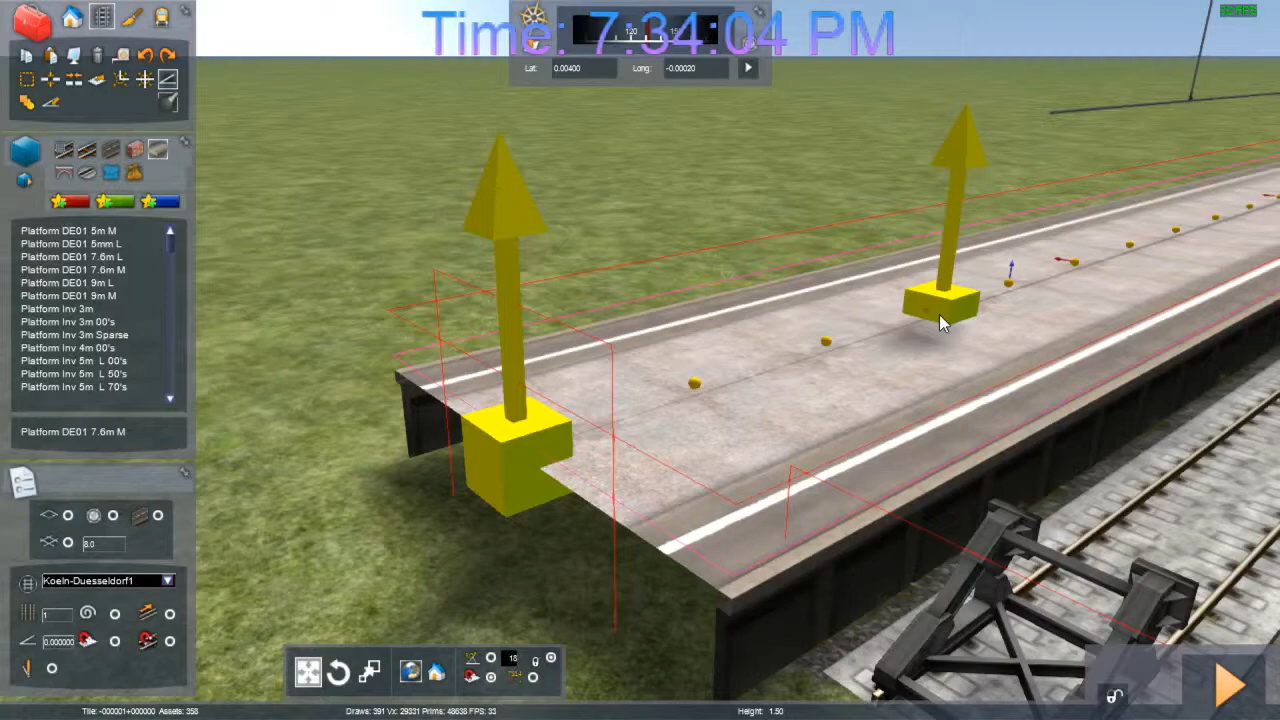 Time: 7:34:04 PM
120
Lat: 0.00400 Long: -0.00020
Platform DE01 5m M
Platform DE01 5mm L
Platform DE01 7.6m L
Platform DE01 7.6m M
Platform DE01 9m L
Platform DE01 9m M
Platform Inv 3m
Platform Inv 3m 00's
Platform Inv 3m Sparse
Platform Inv 4m 00's
Platform Inv 5m L 00's
Platform Inv 5m L 50's
Platform Inv 5m L 70's
Platform DE01 7.6m M
8.0
Koeln-Duesseldorf1
1
0.000000
18
Tile: -000001+000000 Assets: 358
Draws: 391 Vx: 29331 Prims: 48638 FPS: 33
Height: 1.50